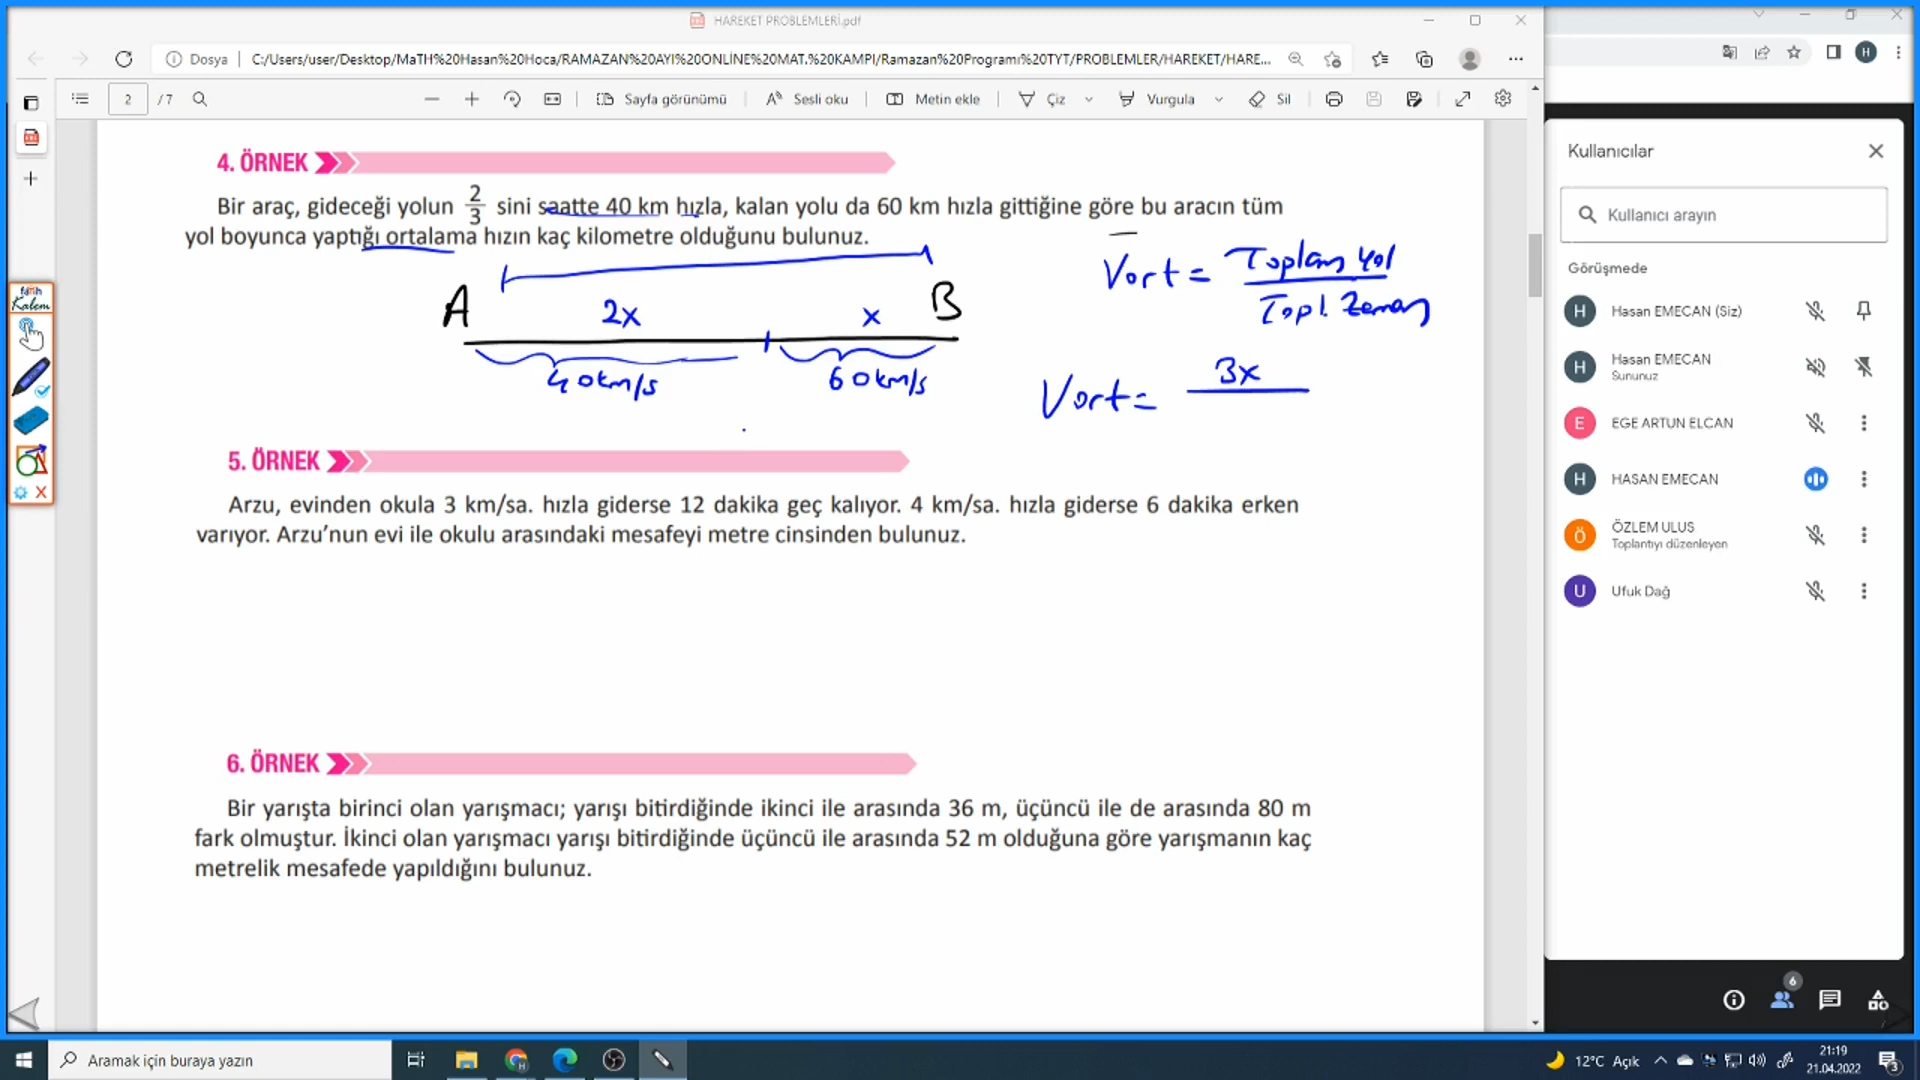 HAREKET PROBLEMLERİ.pdf
Dosya
C:/Users/user/Desktop/MaTH%20Hasan%20Hoca/RAMAZAN%20AYI%20ONLİNE%20MAT.%20KAMPI/Ramazan%20Programı%20TYT/PROBLEMLER/HAREKET/HARE...
2 /7
Sayfa görünümü
Sesli oku
Metin ekle
Çiz
Vurgula
Sil
4. ÖRNEK
Bir araç, gideceği yolun 2/3 sini saatte 40 km hızla, kalan yolu da 60 km hızla gittiğine göre bu aracın tüm
yol boyunca yaptığı ortalama hızın kaç kilometre olduğunu bulunuz.
Vort = Toplam yol
Topl. Zaman
A 2x x B
40km/s 60km/s
Vort = 3x
5. ÖRNEK
Arzu, evinden okula 3 km/sa. hızla giderse 12 dakika geç kalıyor. 4 km/sa. hızla giderse 6 dakika erken
varıyor. Arzu’nun evi ile okulu arasındaki mesafeyi metre cinsinden bulunuz.
6. ÖRNEK
Bir yarışta birinci olan yarışmacı; yarışı bitirdiğinde ikinci ile arasında 36 m, üçüncü ile de arasında 80 m
fark olmuştur. İkinci olan yarışmacı yarışı bitirdiğinde üçüncü ile arasında 52 m olduğuna göre yarışmanın kaç
metrelik mesafede yapıldığını bulunuz.
fatih
Kalem
H
Kullanıcılar
Kullanıcı arayın
Görüşmede
H Hasan EMECAN (Siz)
H Hasan EMECAN
Sununuz
E EGE ARTUN ELCAN
H HASAN EMECAN
Ö ÖZLEM ULUS
Toplantıyı düzenleyen
U Ufuk Dağ
6
Aramak için buraya yazın
12°C Açık
21:19
21.04.2022
3